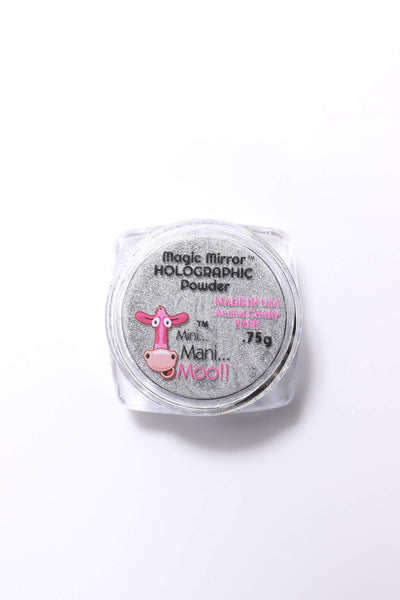 Magic Mirror™
HOLOGRAPHIC
Powder
MADE IN USA
Animal Cruelty
FREE
.75g
™
Mini...
Mani...
Moo!!